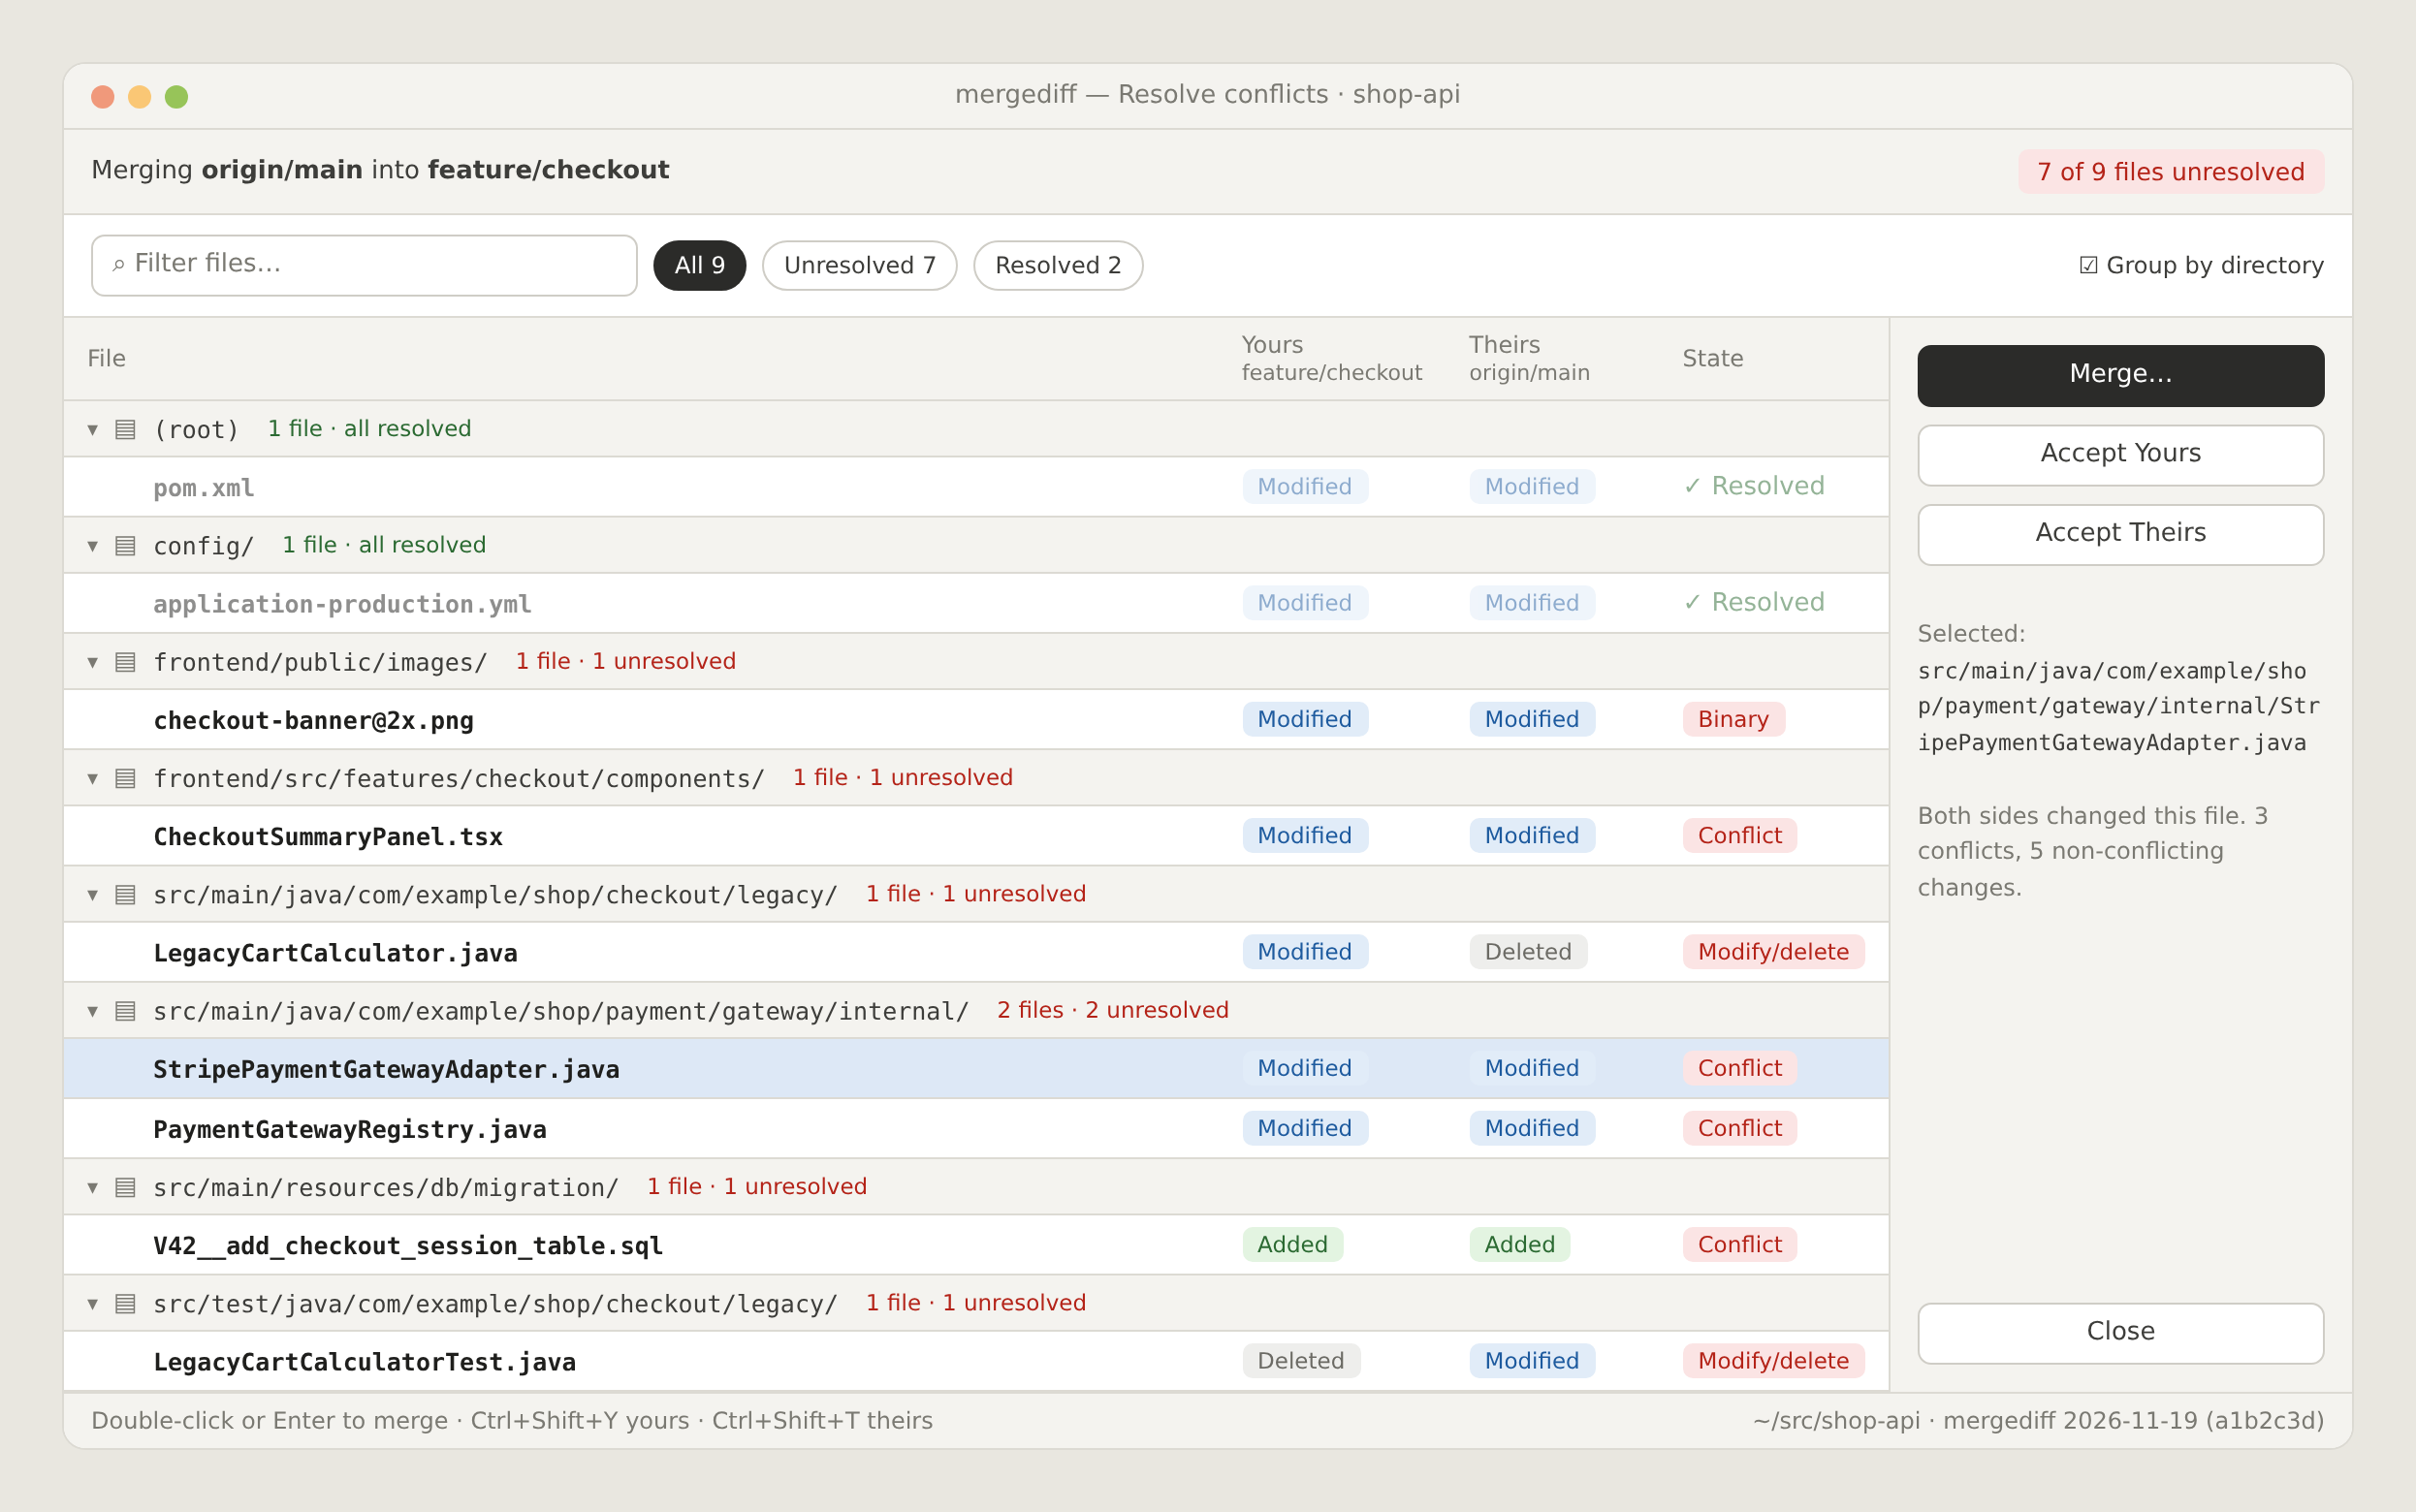 mergediff — Resolve conflicts · shop-api
Merging origin/main into feature/checkout
7 of 9 files unresolved
Filter files…
All 9
Unresolved 7
Resolved 2
☑ Group by directory
File
Yours
feature/checkout
Theirs
origin/main
State
▾ (root) 1 file · all resolved
pom.xml Modified Modified ✓ Resolved
▾ config/ 1 file · all resolved
application-production.yml Modified Modified ✓ Resolved
▾ frontend/public/images/ 1 file · 1 unresolved
checkout-banner@2x.png Modified Modified Binary
▾ frontend/src/features/checkout/components/ 1 file · 1 unresolved
CheckoutSummaryPanel.tsx Modified Modified Conflict
▾ src/main/java/com/example/shop/checkout/legacy/ 1 file · 1 unresolved
LegacyCartCalculator.java Modified Deleted Modify/delete
▾ src/main/java/com/example/shop/payment/gateway/internal/ 2 files · 2 unresolved
StripePaymentGatewayAdapter.java Modified Modified Conflict
PaymentGatewayRegistry.java Modified Modified Conflict
▾ src/main/resources/db/migration/ 1 file · 1 unresolved
V42__add_checkout_session_table.sql Added Added Conflict
▾ src/test/java/com/example/shop/checkout/legacy/ 1 file · 1 unresolved
LegacyCartCalculatorTest.java Deleted Modified Modify/delete
Merge…
Accept Yours
Accept Theirs
Selected:
src/main/java/com/example/sho
p/payment/gateway/internal/Str
ipePaymentGatewayAdapter.java
Both sides changed this file. 3
conflicts, 5 non-conflicting
changes.
Close
Double-click or Enter to merge · Ctrl+Shift+Y yours · Ctrl+Shift+T theirs
~/src/shop-api · mergediff 2026-11-19 (a1b2c3d)